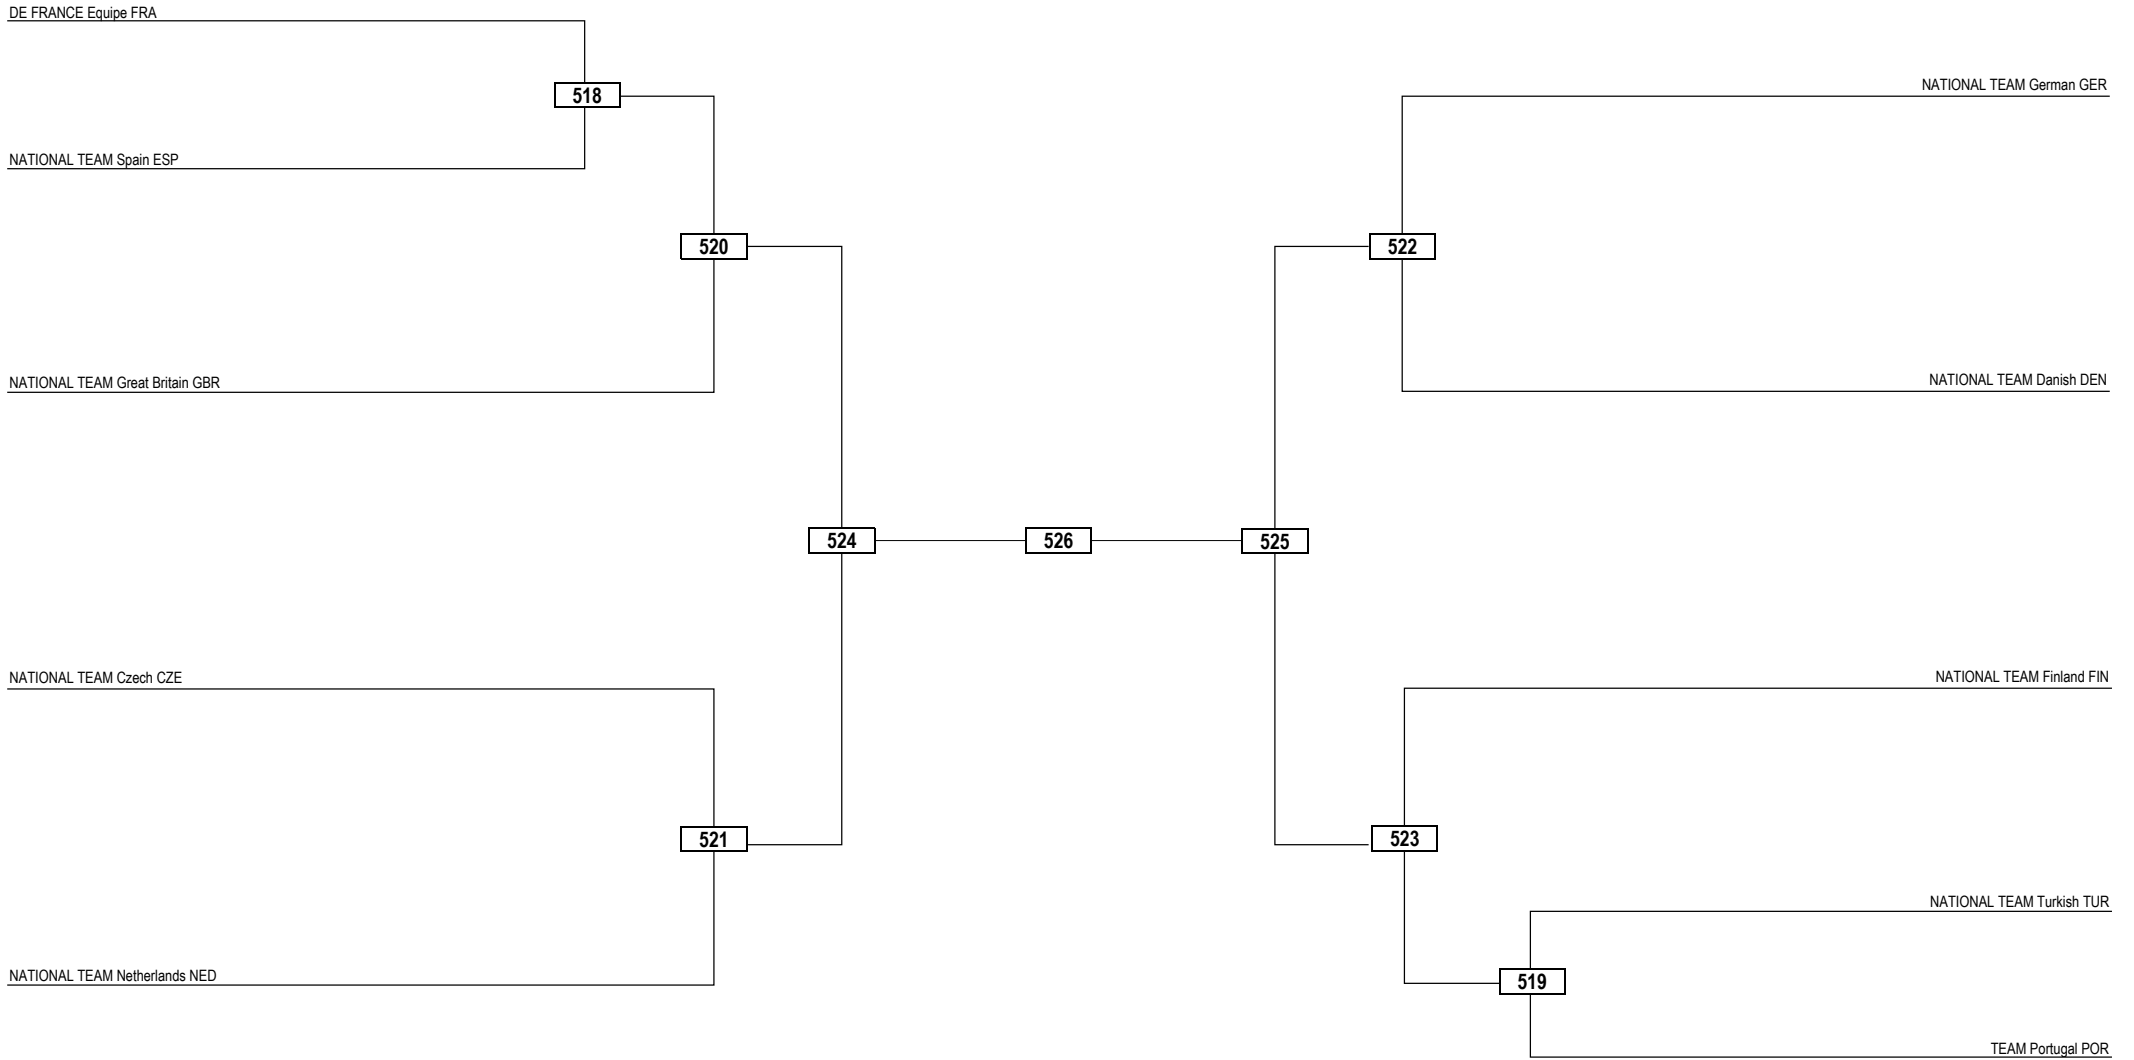 DE FRANCE Equipe FRA
518
NATIONAL TEAM Spain ESP
520
NATIONAL TEAM Great Britain GBR
524
NATIONAL TEAM Czech CZE
521
NATIONAL TEAM Netherlands NED
526
NATIONAL TEAM German GER
522
NATIONAL TEAM Danish DEN
525
NATIONAL TEAM Finland FIN
523
NATIONAL TEAM Turkish TUR
519
TEAM Portugal POR